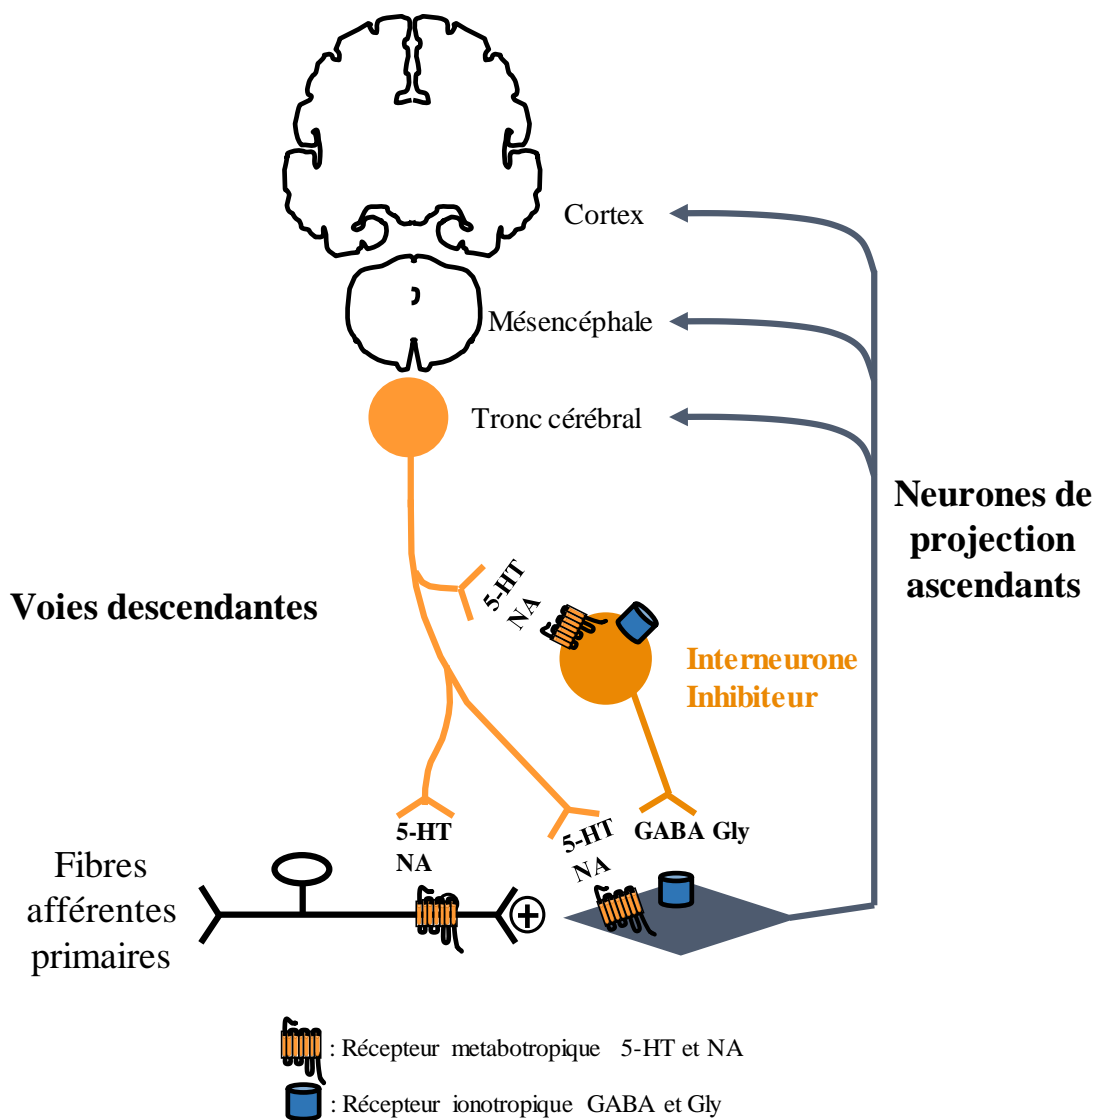 Cortex
Mésencéphale
Tronc cérébral
Neurones de
projection
ascendants
Voies descendantes
5-HT
NA
Interneurone
Inhibiteur
5-HT
NA
5-HT
NA
GABA Gly
Fibres
afférentes
primaires
+
: Récepteur metabotropique 5-HT et NA
: Récepteur ionotropique GABA et Gly